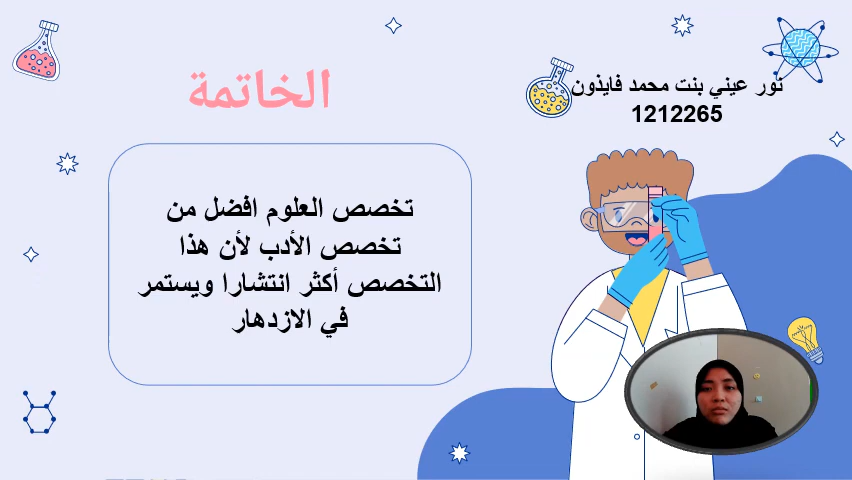 الخاتمة
نور عيني بنت محمد فايذون
1212265
تخصص العلوم افضل من
تخصص الأدب لأن هذا
التخصص أكثر انتشارا ويستمر
في الازدهار